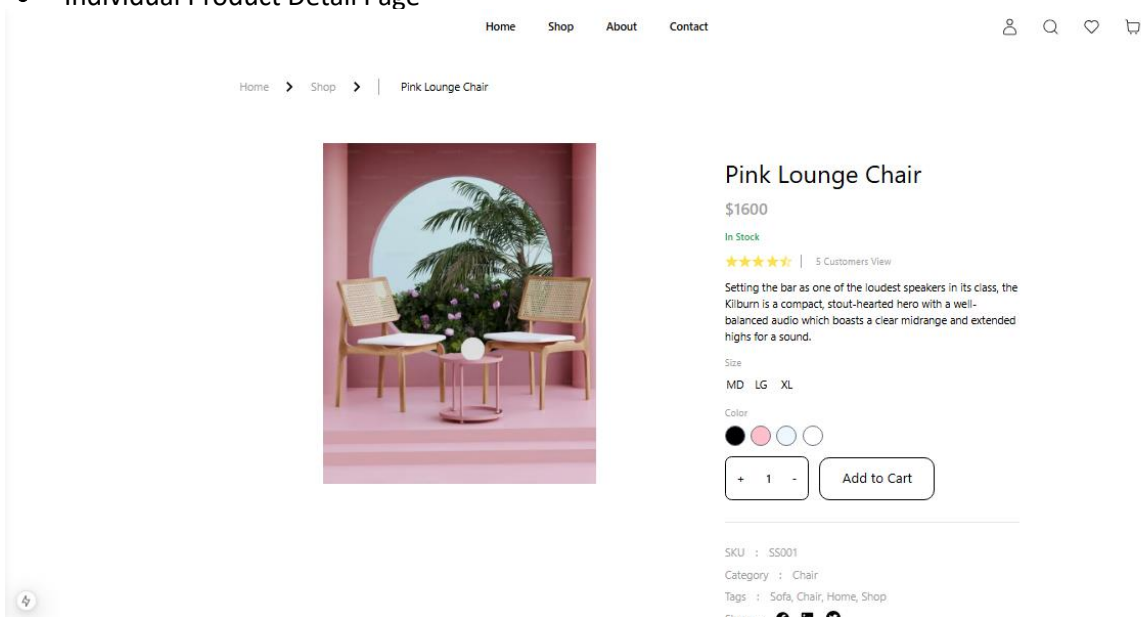 Individual Product Detail Page
Home Shop About Contact
Home > Shop > | Pink Lounge Chair
Pink Lounge Chair
$1600
In Stock
| 5 Customers View
Setting the bar as one of the loudest speakers in its class, the
Kilburn is a compact, stout-hearted hero with a well-
balanced audio which boasts a clear midrange and extended
highs for a sound.
Size
MD LG XL
Color
+ 1 - Add to Cart
SKU : SS001
Category : Chair
Tags : Sofa, Chair, Home, Shop